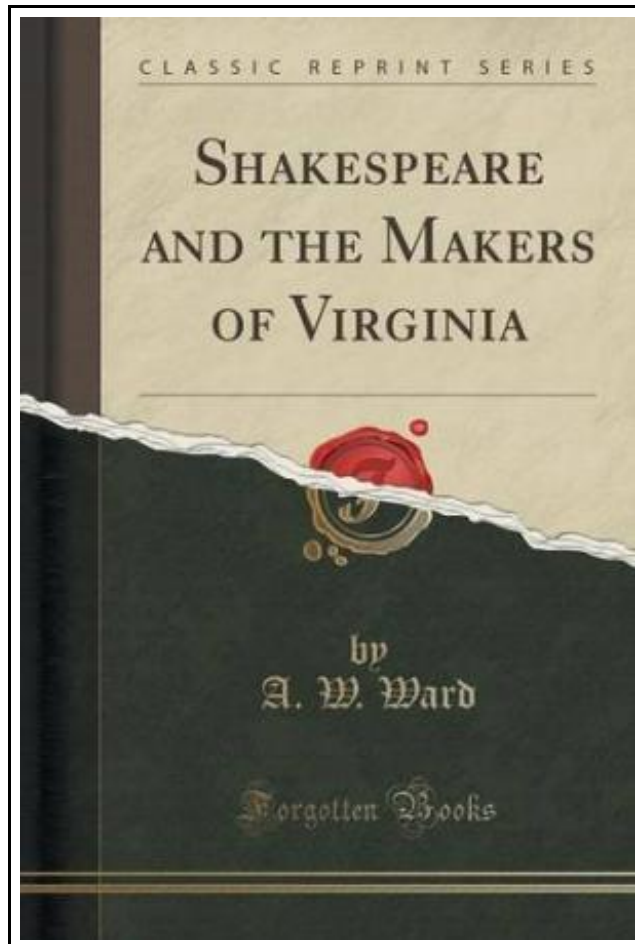 CLASSIC REPRINT SERIES
SHAKESPEARE
AND THE MAKERS
OF VIRGINIA
by
A. W. Ward
Forgotten Books